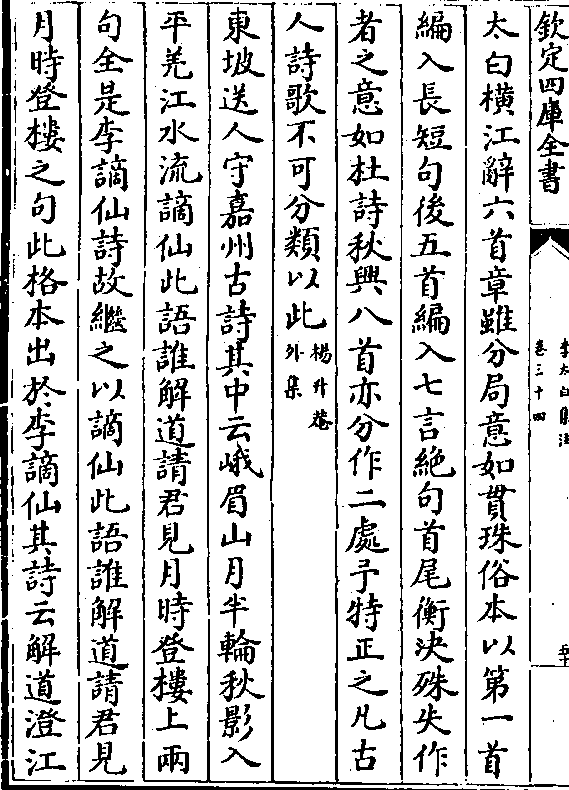 欽定四庫全書
李太白集注
卷三十四
太白橫江辭六首章雖分局意如貫珠俗本以第一首
編入長短句後五首編入七言絕句首尾衡決殊失作
者之意如杜詩秋興八首亦分作二處予特正之凡古
人詩歌不可分類以此楊升菴外集
東坡送人守嘉州古詩其中云峨眉山月半輪秋影入
平羌江水流謫仙此語誰解道請君見月時登樓上兩
句全是李謫仙詩故繼之以謫仙此語誰解道請君見
月時登樓之句此格本出於李謫仙其詩云解道澄江